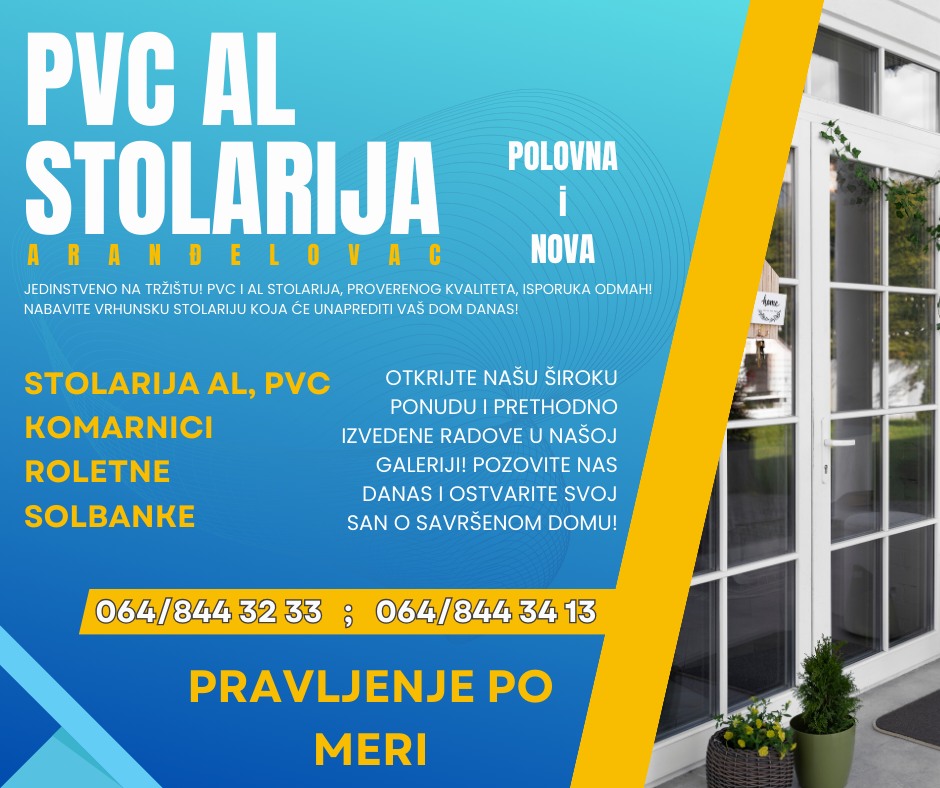 PVC AL
STOLARIJA
ARANĐELOVAC
POLOVNA
i
NOVA
JEDINSTVENO NA TRŽIŠTU! PVC I AL STOLARIJA, PROVERENOG KVALITETA, ISPORUKA ODMAH!
NABAVITE VRHUNSKU STOLARIJU KOJA ĆE UNAPREDITI VAŠ DOM DANAS!
STOLARIJA AL, PVC
KOMARNICI
ROLETNE
SOLBANKE
OTKRIJTE NAŠU ŠIROKU
PONUDU I PRETHODNO
IZVEDENE RADOVE U NAŠOJ
GALERIJI! POZOVITE NAS
DANAS I OSTVARITE SVOJ
SAN O SAVRŠENOM DOMU!
064/844 32 33 ; 064/844 34 13
PRAVLJENJE PO
MERI
home